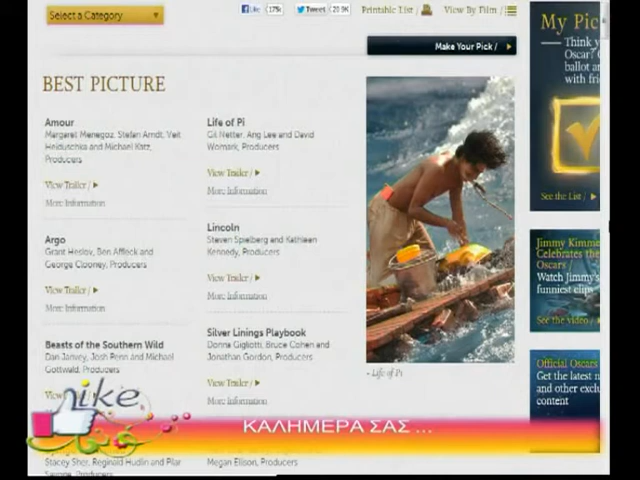 Select a Category
Like 175k
Tweet 20.9K
Printable List /
View By Film /
Make Your Pick /
BEST PICTURE
Amour
Margaret Menegoz, Stefan Arndt, Veit
Heiduschka and Michael Katz,
Producers
View Trailer /
More Information
Argo
Grant Heslov, Ben Affleck and
George Clooney, Producers
View Trailer /
More Information
Beasts of the Southern Wild
Dan Janvey, Josh Penn and Michael
Gottwald, Producers
Stacey Sher, Reginald Hudlin and Pilar
Savone, Producers
Life of Pi
Gil Netter, Ang Lee and David
Womark, Producers
View Trailer /
More Information
Lincoln
Steven Spielberg and Kathleen
Kennedy, Producers
View Trailer /
More Information
Silver Linings Playbook
Donna Gigliotti, Bruce Cohen and
Jonathan Gordon, Producers
View Trailer /
More Information
Megan Ellison, Producers
- Life of Pi
My Pic
Think y
Oscar?
ballot a
with fri
See the List /
Jimmy Kimme
Celebrates the
Oscars /
Watch Jimmy's
funniest clips
See the video /
Official Oscars
Get the latest n
and other exclu
content
like
ΚΑΛΗΜΕΡΑ ΣΑΣ ...